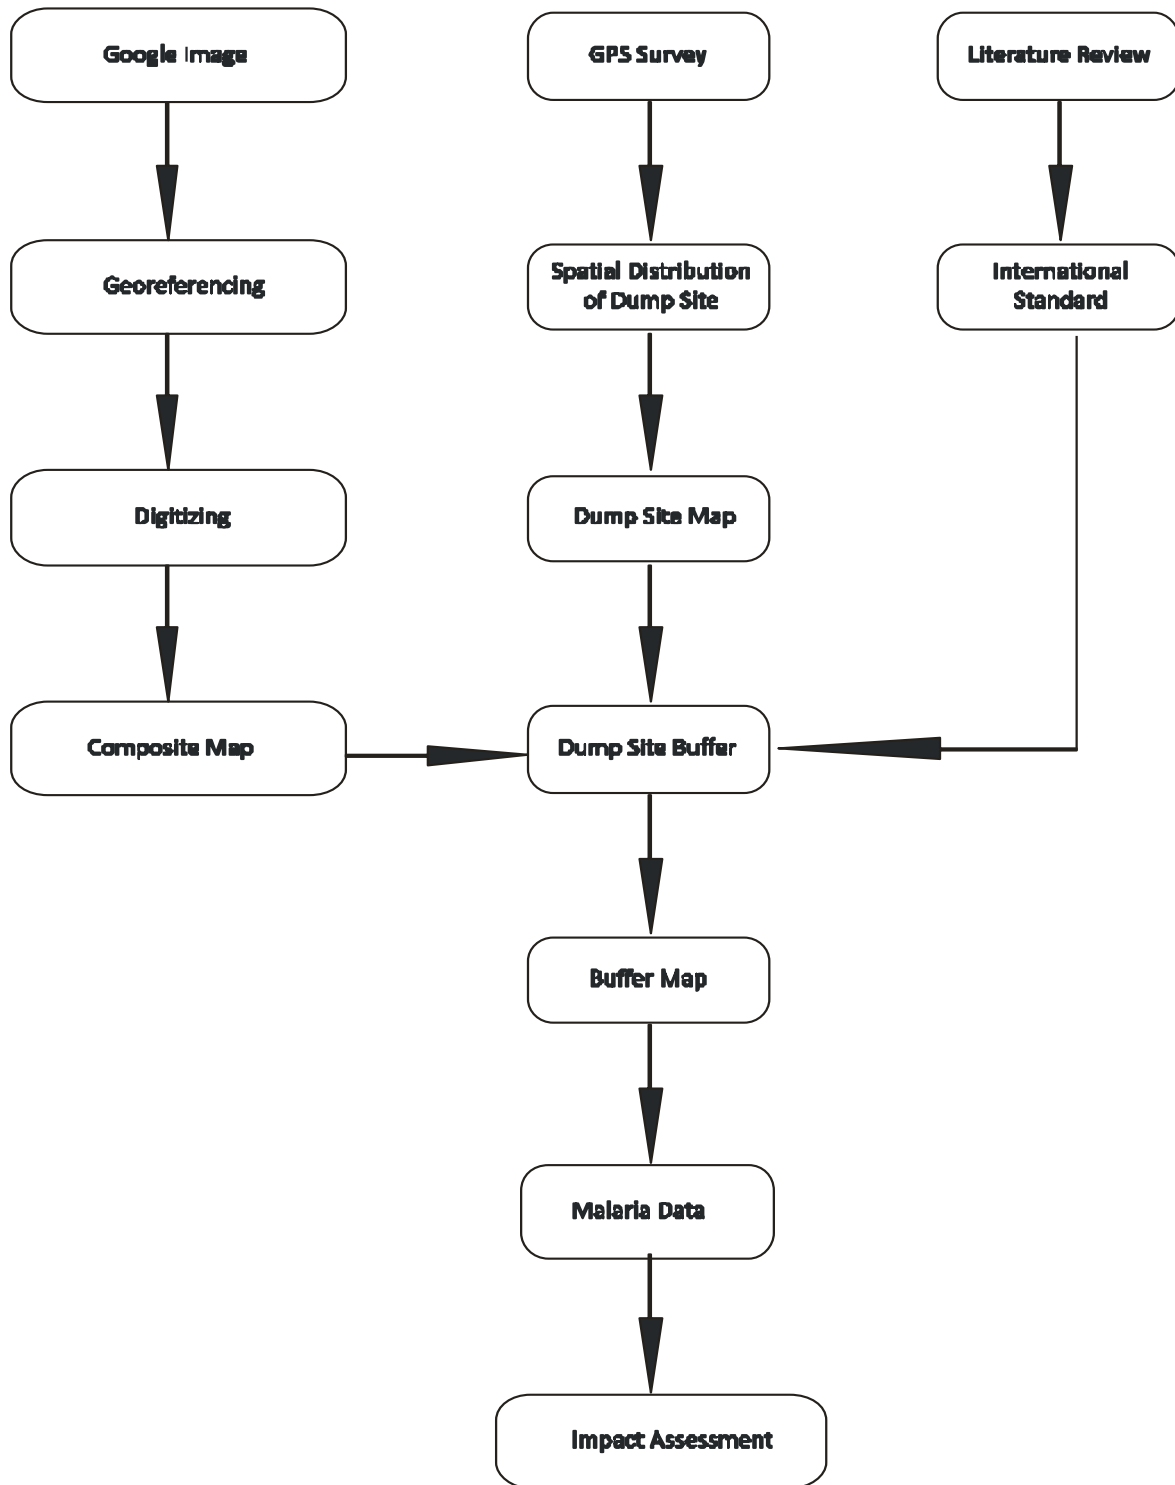 Google Image
GPS Survey
Literature Review
Georeferencing
Spatial Distribution
of Dump Site
International
Standard
Digitizing
Dump Site Map
Composite Map
Dump Site Buffer
Buffer Map
Malaria Data
Impact Assessment